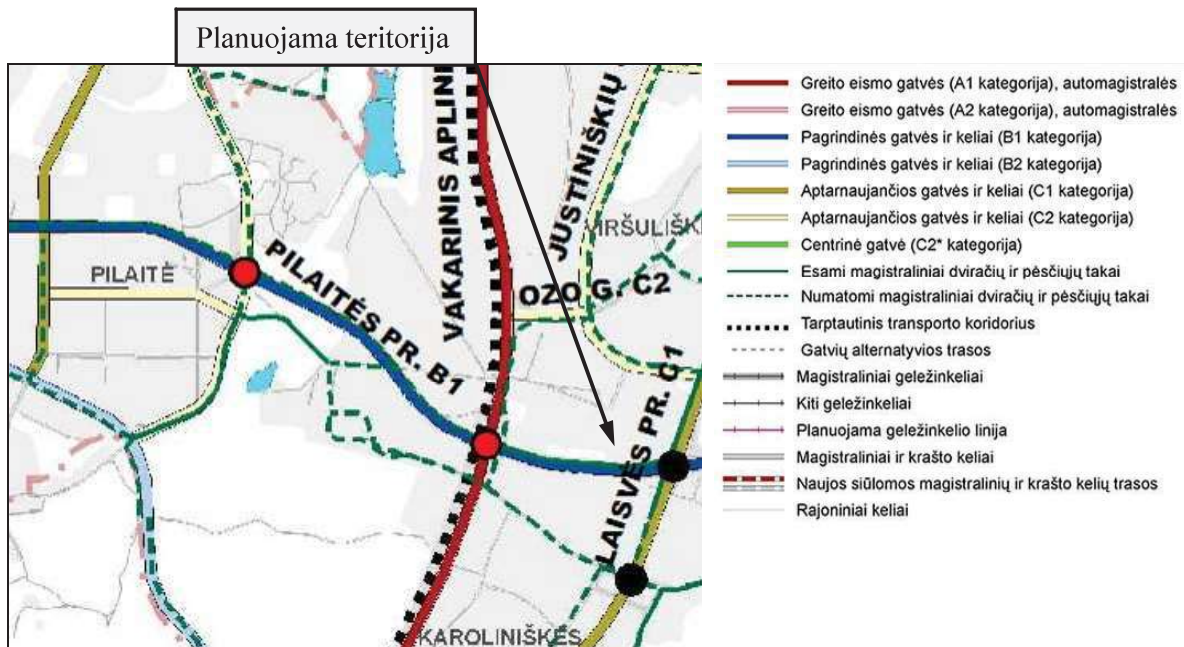 Planuojama teritorija
VAKARINIS APLINK
JUSTINIŠKIŲ
VIRŠULIŠK
PILAITĖ
PILAITĖS PR. B1
OZO G. C2
LAISVĖS PR. C1
KAROLINIŠKĖS
Greito eismo gatvės (A1 kategorija), automagistralės
Greito eismo gatvės (A2 kategorija), automagistralės
Pagrindinės gatvės ir keliai (B1 kategorija)
Pagrindinės gatvės ir keliai (B2 kategorija)
Aptarnaujančios gatvės ir keliai (C1 kategorija)
Aptarnaujančios gatvės ir keliai (C2 kategorija)
Centrinė gatvė (C2* kategorija)
Esami magistraliniai dviračių ir pėsčiųjų takai
Numatomi magistraliniai dviračių ir pėsčiųjų takai
Tarptautinis transporto koridorius
Gatvių alternatyvios trasos
Magistraliniai geležinkeliai
Kiti geležinkeliai
Planuojama geležinkelio linija
Magistraliniai ir krašto keliai
Naujos siūlomos magistralinių ir krašto kelių trasos
Rajoniniai keliai